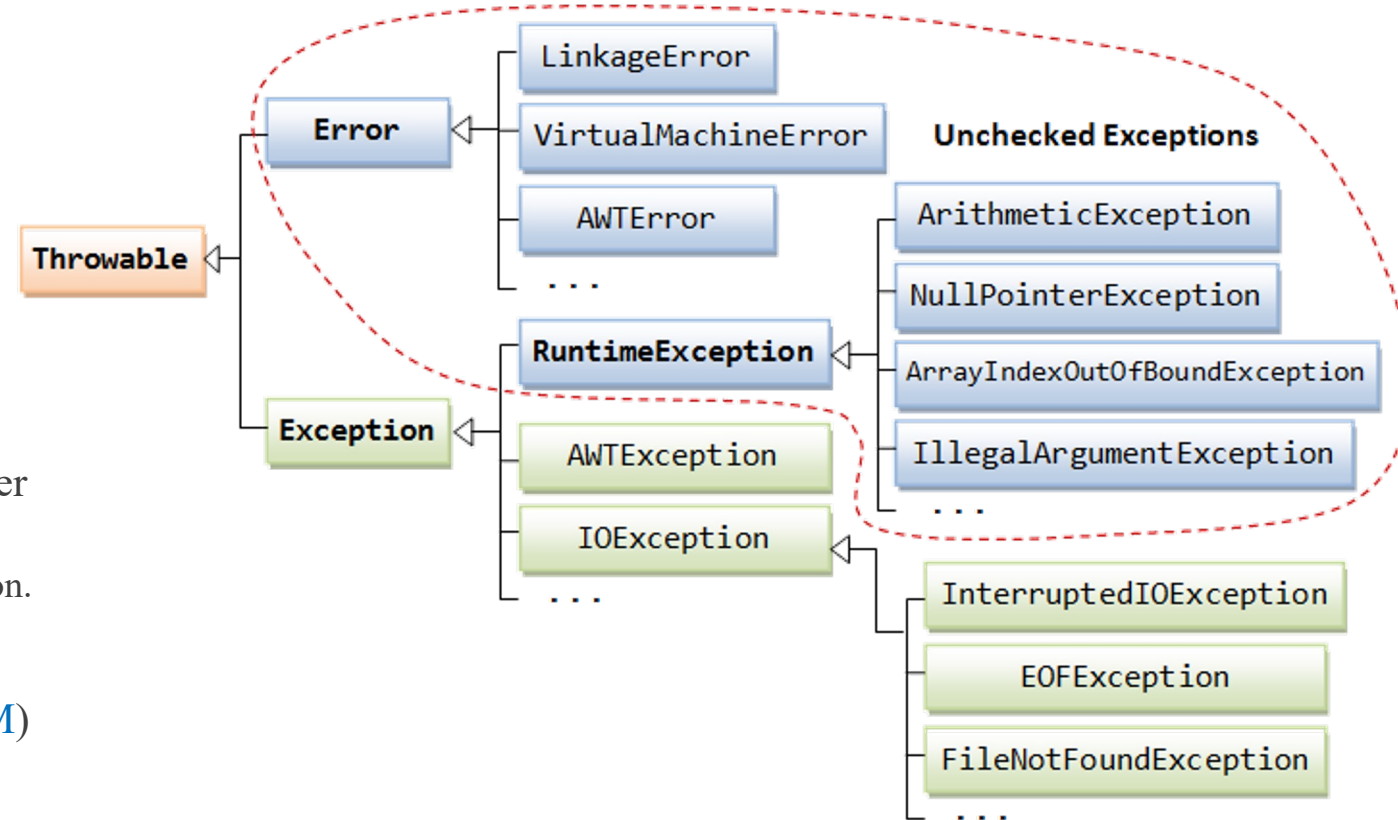 LinkageError
Error
VirtualMachineError
Unchecked Exceptions
AWTError
ArithmeticException
Throwable
...
NullPointerException
RuntimeException
ArrayIndexOutOfBoundException
Exception
AWTException
IllegalArgumentException
...
IOException
...
InterruptedIOException
EOFException
FileNotFoundException
...
er
on.
)